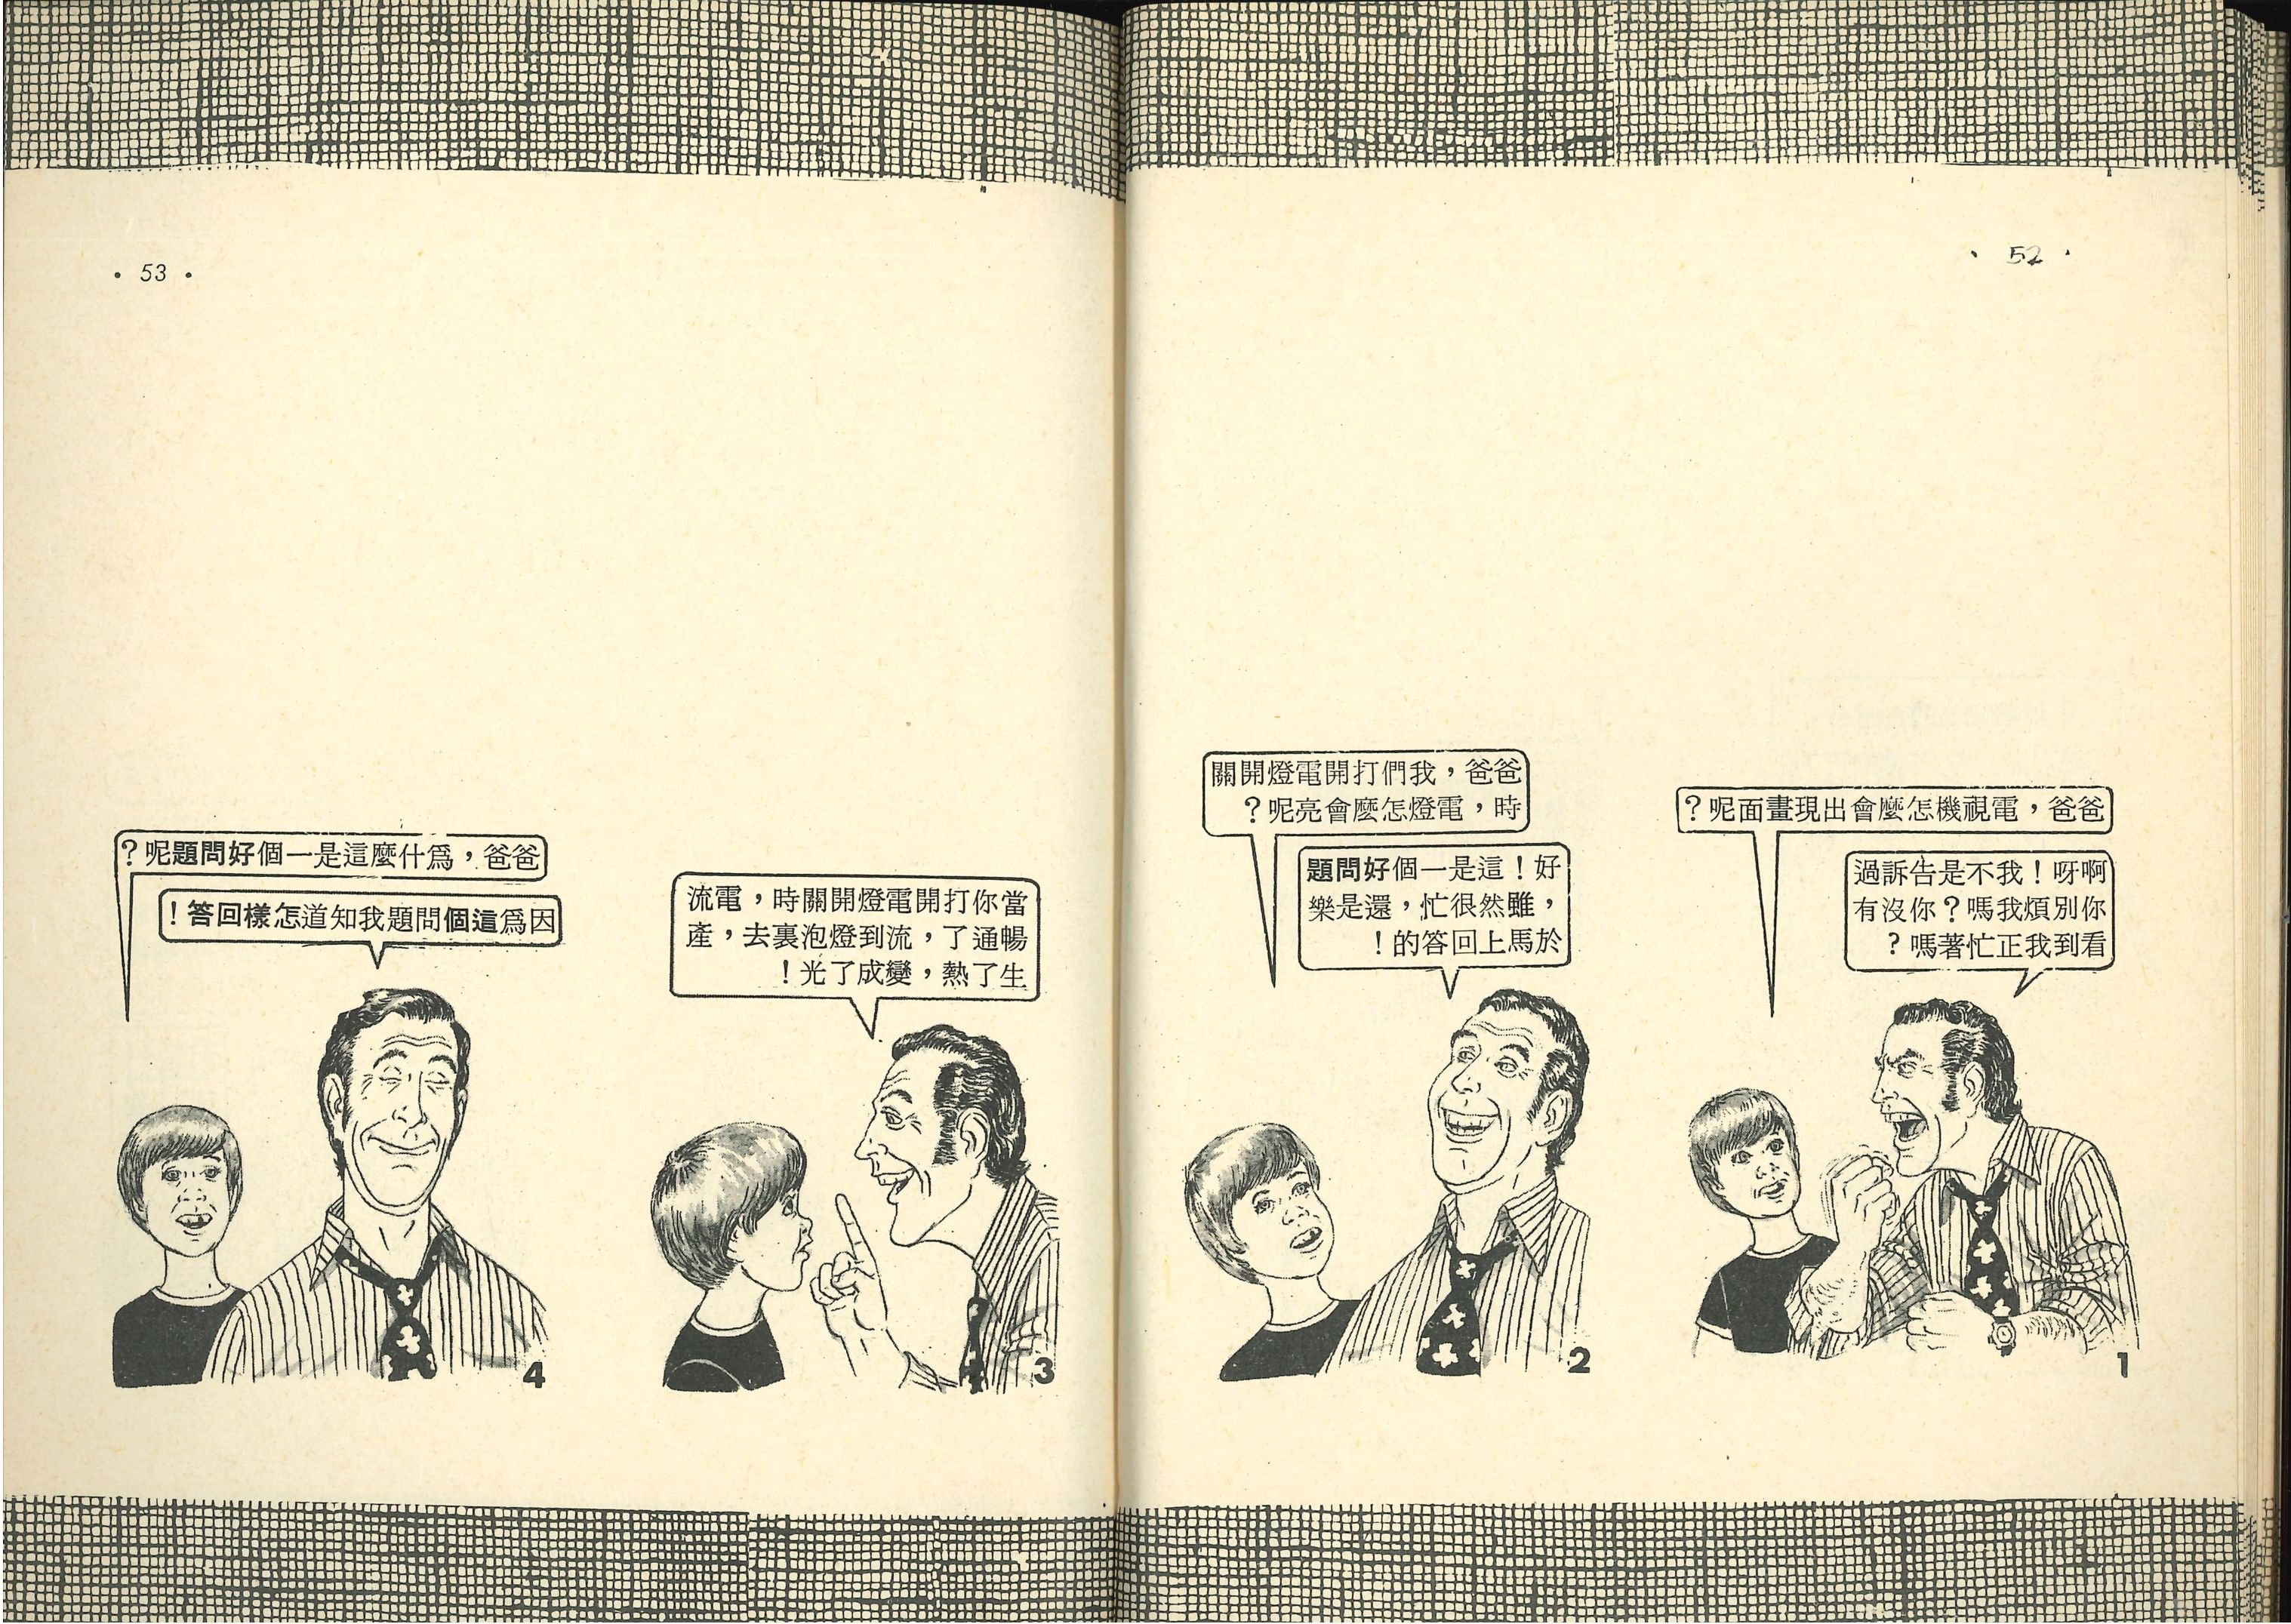 52
爸爸，電視機怎麼會出現畫面呢？
啊呀！我不是告訴過
你別煩我嗎？你沒有
看到我正忙著嗎？
1
爸爸，我們打開電燈開關
時，電燈怎麼會亮呢？
好！這是一個好問題
，雖然很忙，還是樂
於馬上回答的！
2
53
當你打開電燈開關時，電流
暢通了，流到燈泡裏去，產
生了熱，變成了光！
3
爸爸，爲什麼這是一個好問題呢？
因爲這個問題我知道怎樣回答！
4